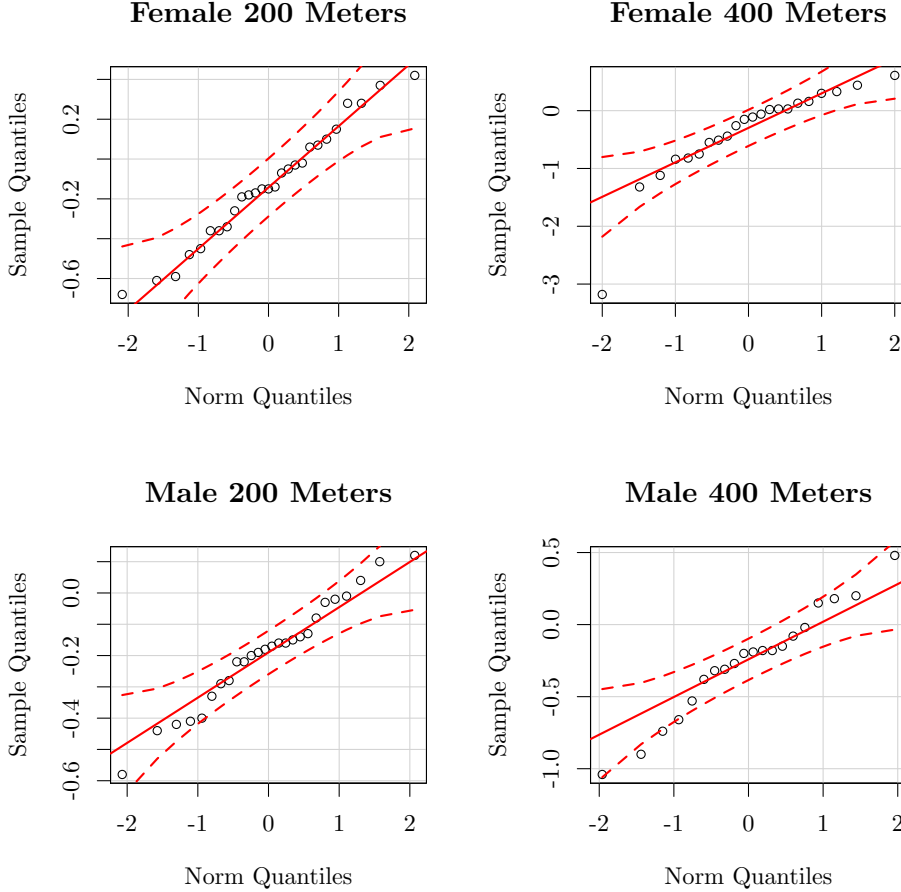 Female 200 Meters
Sample Quantiles
0.2
-0.2
-0.6
-2 -1 0 1 2
Norm Quantiles
Female 400 Meters
Sample Quantiles
0
-1
-2
-3
-2 -1 0 1 2
Norm Quantiles
Male 200 Meters
Sample Quantiles
0.0
-0.2
-0.4
-0.6
-2 -1 0 1 2
Norm Quantiles
Male 400 Meters
Sample Quantiles
0.5
0.0
-0.5
-1.0
-2 -1 0 1 2
Norm Quantiles